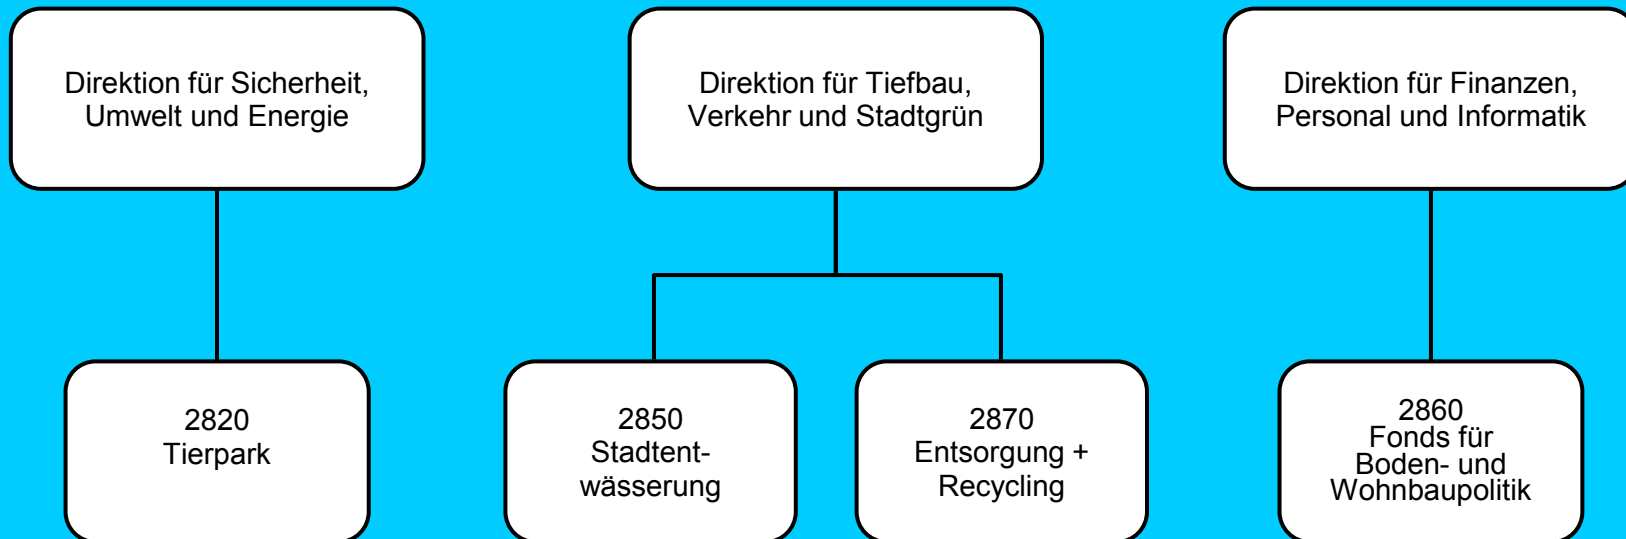 Direktion für Sicherheit,
Umwelt und Energie
Direktion für Tiefbau,
Verkehr und Stadtgrün
Direktion für Finanzen,
Personal und Informatik
2820
Tierpark
2850
Stadtent-
wässerung
2870
Entsorgung +
Recycling
2860
Fonds für
Boden- und
Wohnbaupolitik